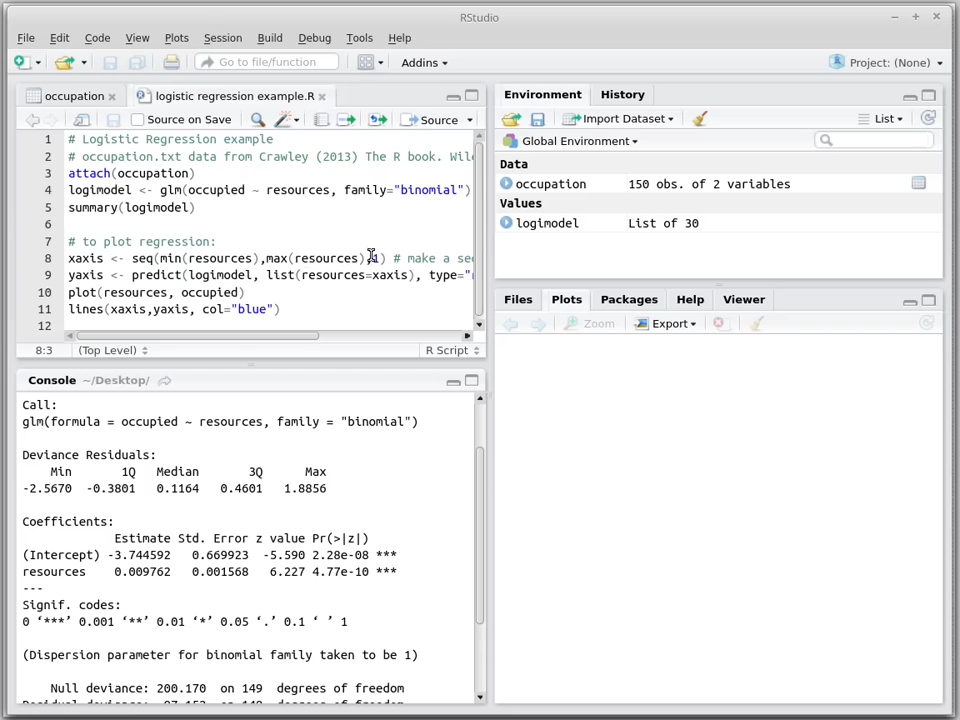 RStudio
File Edit Code View Plots Session Build Debug Tools Help
Go to file/function Addins Project: (None)
occupation logistic regression example.R
Source on Save Source
1 # Logistic Regression example
2 # occupation.txt data from Crawley (2013) The R book. Wil
3 attach(occupation)
4 logimodel <- glm(occupied ~ resources, family="binomial")
5 summary(logimodel)
6
7 # to plot regression:
8 xaxis <- seq(min(resources),max(resources),1) # make a se
9 yaxis <- predict(logimodel, list(resources=xaxis), type="
10 plot(resources, occupied)
11 lines(xaxis,yaxis, col="blue")
12
8:3 (Top Level) R Script
Console ~/Desktop/
Call:
glm(formula = occupied ~ resources, family = "binomial")
Deviance Residuals:
Min 1Q Median 3Q Max
-2.5670 -0.3801 0.1164 0.4601 1.8856
Coefficients:
Estimate Std. Error z value Pr(>|z|)
(Intercept) -3.744592 0.669923 -5.590 2.28e-08 ***
resources 0.009762 0.001568 6.227 4.77e-10 ***
---
Signif. codes:
0 ‘***’ 0.001 ‘**’ 0.01 ‘*’ 0.05 ‘.’ 0.1 ‘ ’ 1
(Dispersion parameter for binomial family taken to be 1)
Null deviance: 200.170 on 149 degrees of freedom
Environment History
Import Dataset List
Global Environment
Data
occupation 150 obs. of 2 variables
Values
logimodel List of 30
Files Plots Packages Help Viewer
Zoom Export